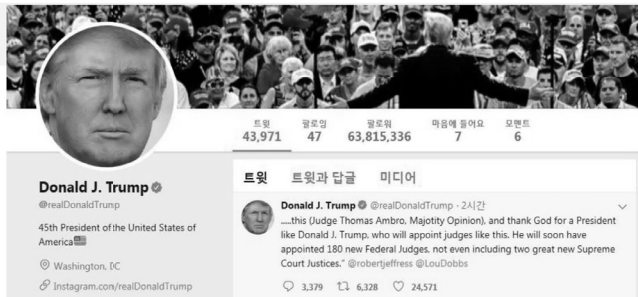 트윗 팔로잉 팔로워 마음에 들어요 모멘트
43,971 47 63,815,336 7 6
Donald J. Trump
@realDonaldTrump
45th President of the United States of
America
Washington, DC
Instagram.con/realDonaldTrump
트윗 트윗과 답글 미디어
Donald J. Trump @realDonaldTrump · 2시간
.....this (Judge Thomas Ambro, Majotity Opinion), and thank God for a President
like Donald J. Trump, who will appoint judges like this. He will soon have
appointed 180 new Federal Judges, not even including two great new Supreme
Court Justices." @robertjeffress @LouDobbs
3,379 6,328 24,571